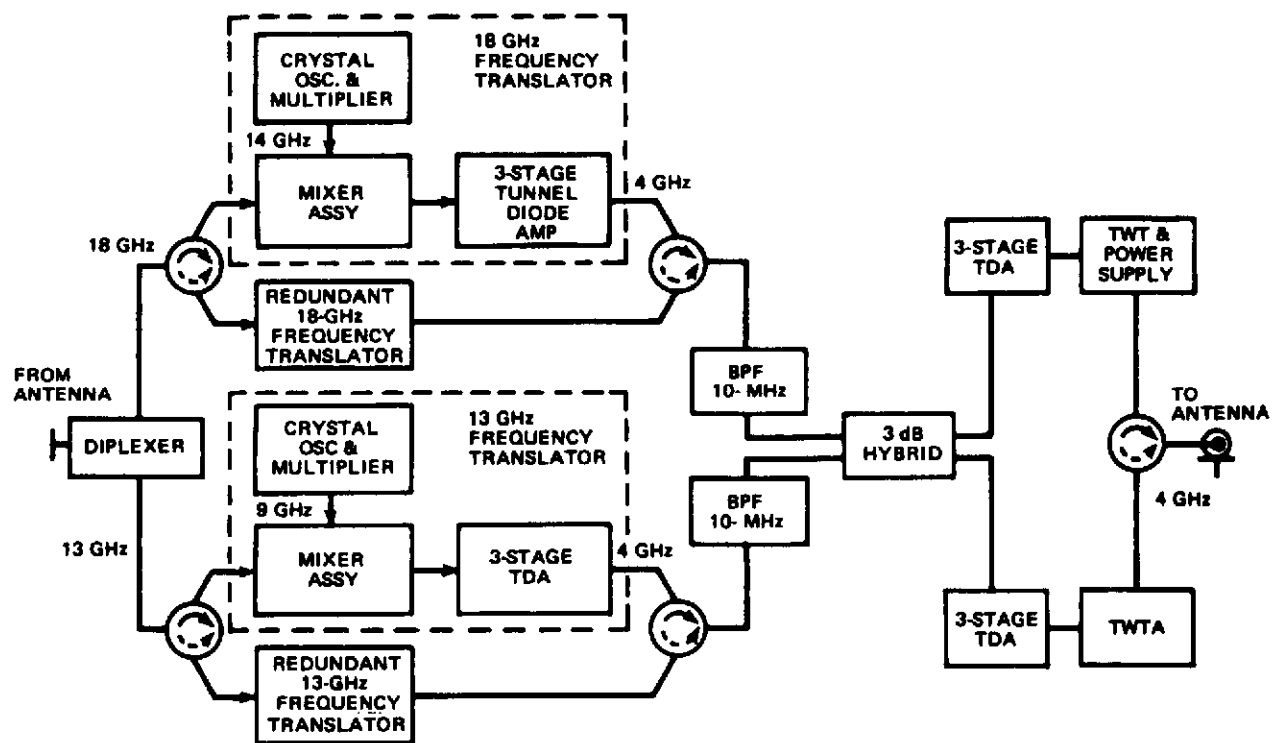 CRYSTAL
OSC. &
MULTIPLIER
18 GHz
FREQUENCY
TRANSLATOR
14 GHz
MIXER
ASSY
3-STAGE
TUNNEL
DIODE
AMP
4 GHz
18 GHz
REDUNDANT
18-GHz
FREQUENCY
TRANSLATOR
FROM
ANTENNA
DIPLEXER
13 GHz
CRYSTAL
OSC &
MULTIPLIER
13 GHz
FREQUENCY
TRANSLATOR
9 GHz
MIXER
ASSY
3-STAGE
TDA
4 GHz
REDUNDANT
13-GHz
FREQUENCY
TRANSLATOR
BPF
10- MHz
BPF
10- MHz
3 dB
HYBRID
3-STAGE
TDA
TWT &
POWER
SUPPLY
TO
ANTENNA
4 GHz
3-STAGE
TDA
TWTA